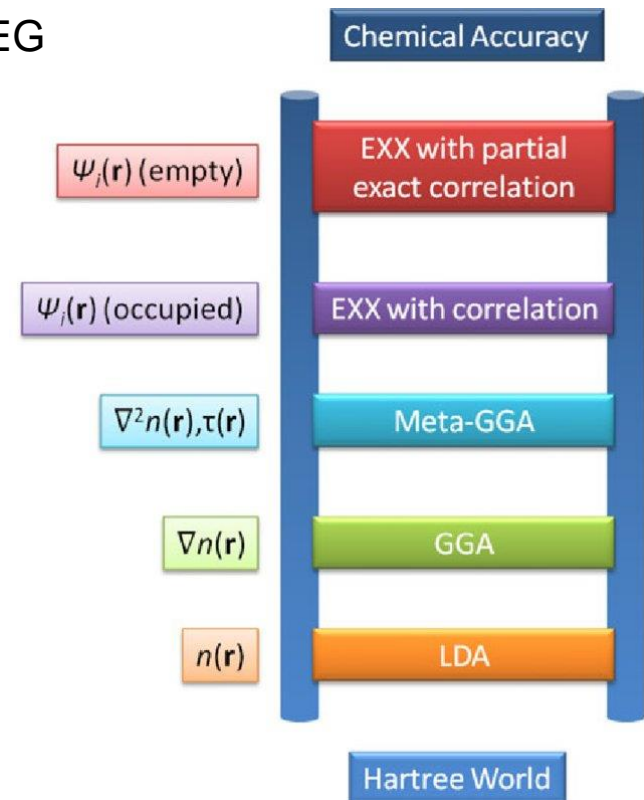 EG
Chemical Accuracy
Ψᵢ(r) (empty)
EXX with partial
exact correlation
Ψᵢ(r) (occupied)
EXX with correlation
∇²n(r),τ(r)
Meta-GGA
∇n(r)
GGA
n(r)
LDA
Hartree World